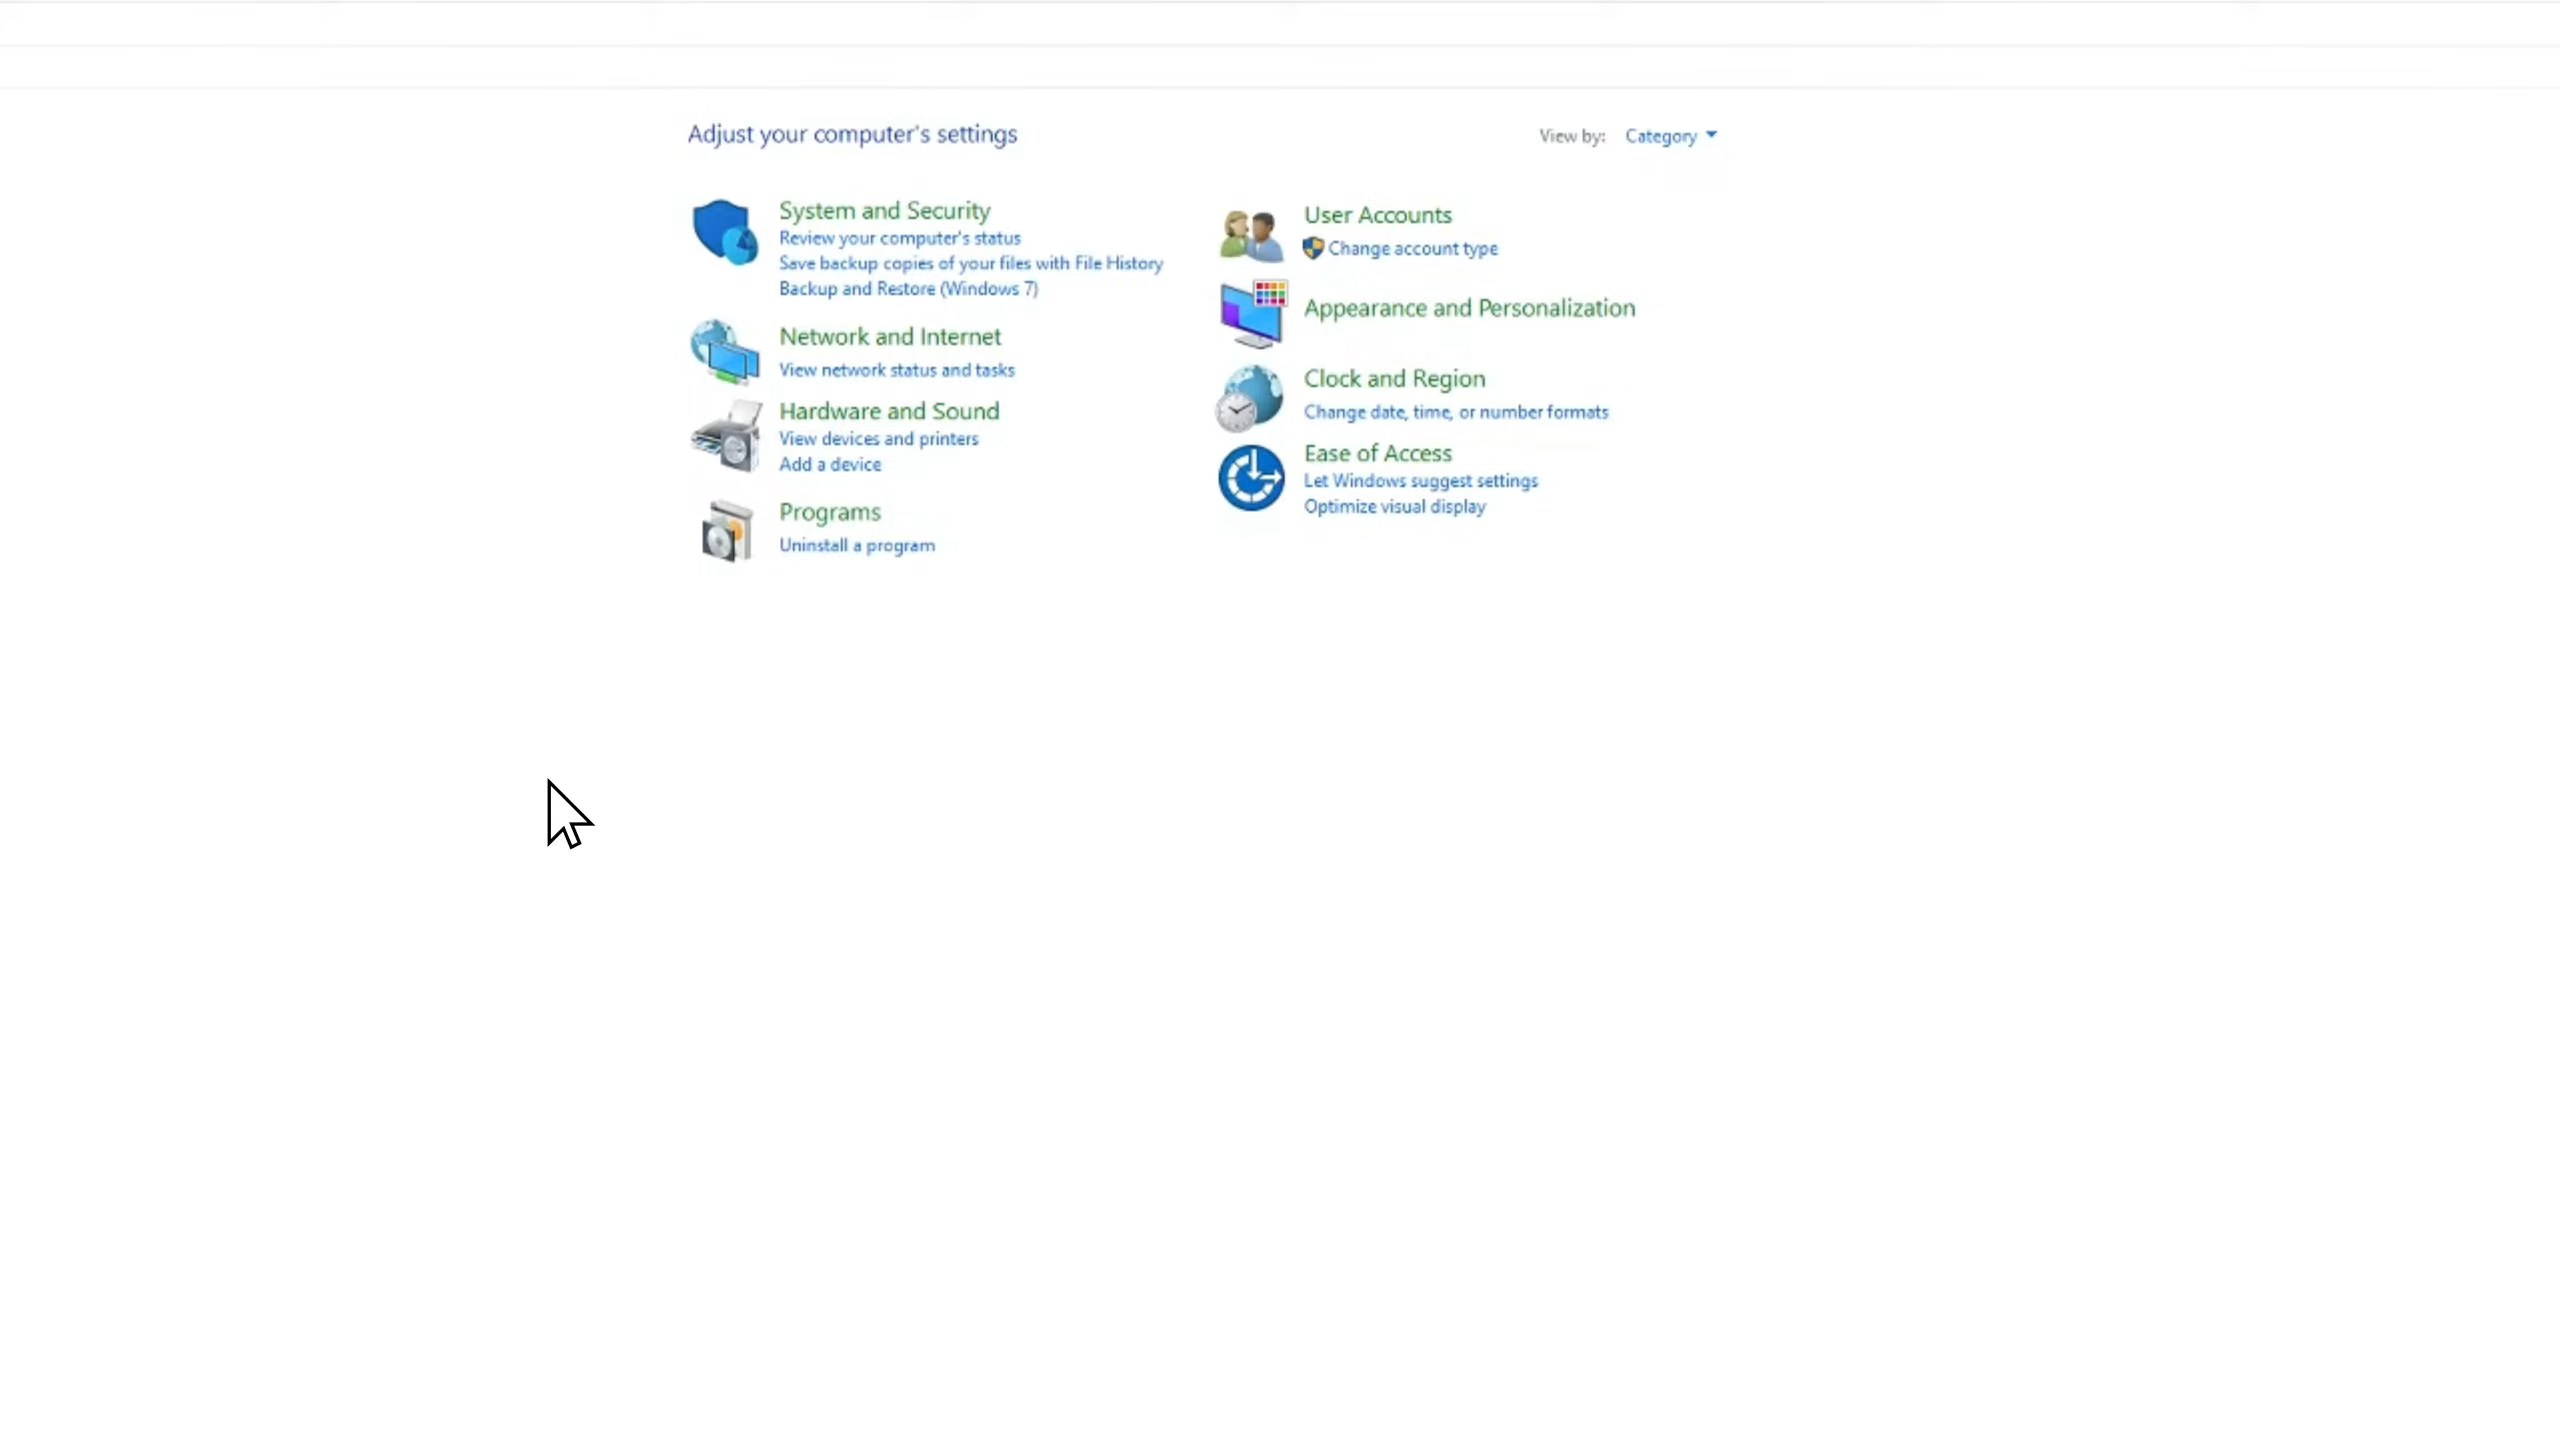 Adjust your computer's settings
View by: Category
System and Security
Review your computer's status
Save backup copies of your files with File History
Backup and Restore (Windows 7)
Network and Internet
View network status and tasks
Hardware and Sound
View devices and printers
Add a device
Programs
Uninstall a program
User Accounts
Change account type
Appearance and Personalization
Clock and Region
Change date, time, or number formats
Ease of Access
Let Windows suggest settings
Optimize visual display